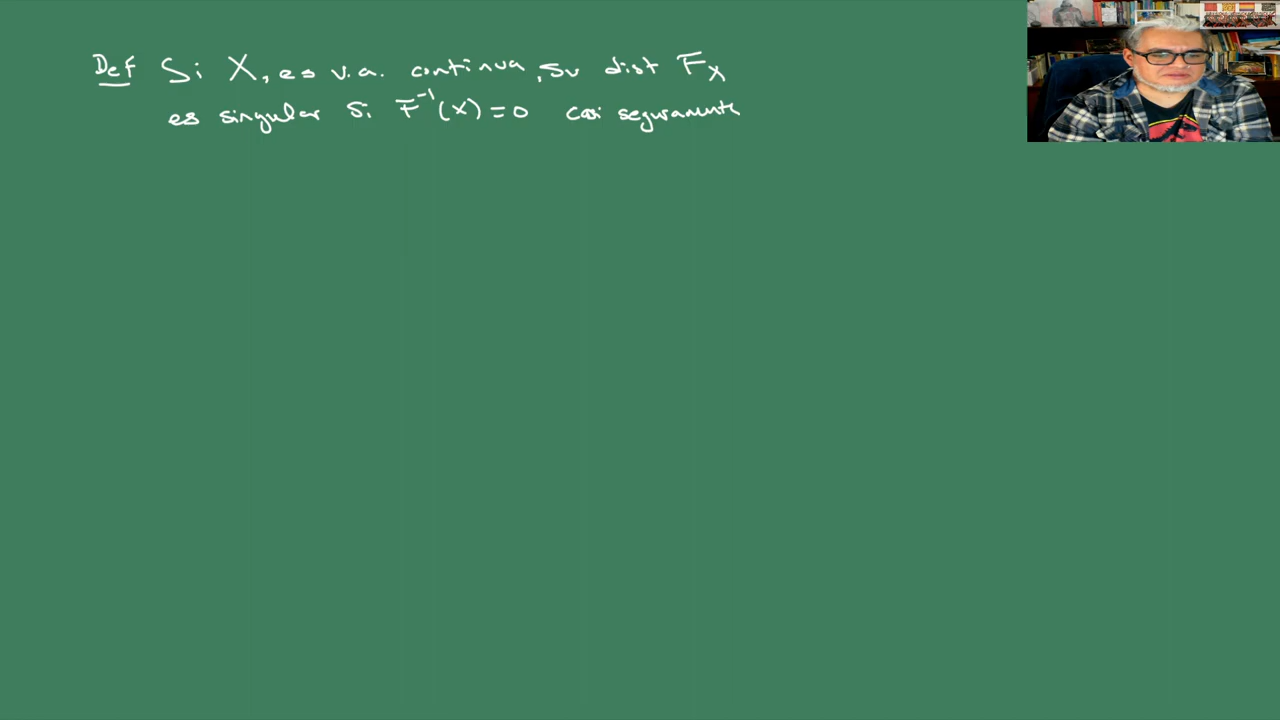 Def Si X, es v.a. continua, su dist F_X
es singular si F^{-1}(x) = 0 casi seguramente